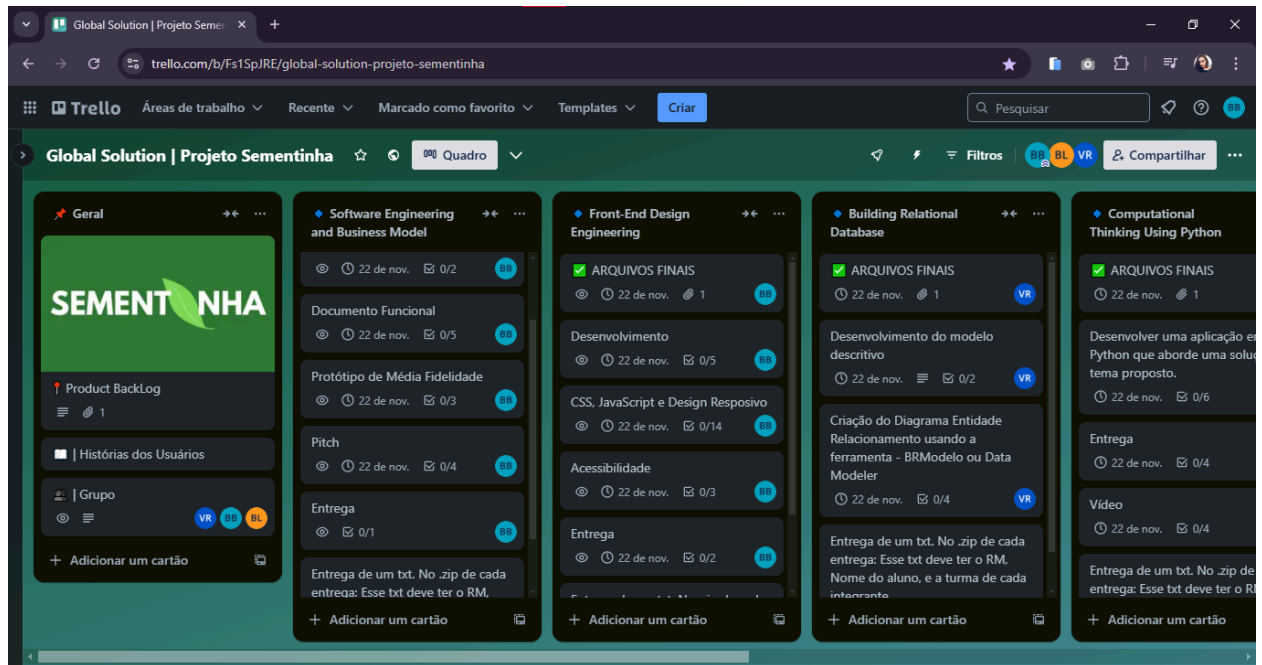 Global Solution | Projeto Semen
trello.com/b/Fs1SpJRE/global-solution-projeto-sementinha
Trello
Áreas de trabalho
Recente
Marcado como favorito
Templates
Criar
Pesquisar
BB
Global Solution | Projeto Sementinha
Quadro
Filtros
BB
BL
VR
Compartilhar
Geral
SEMENT NHA
Product BackLog
1
| Histórias dos Usuários
| Grupo
VR
BB
BL
+ Adicionar um cartão
Software Engineering
and Business Model
22 de nov.
0/2
BB
Documento Funcional
22 de nov.
0/5
BB
Protótipo de Média Fidelidade
22 de nov.
0/3
BB
Pitch
22 de nov.
0/4
BB
Entrega
0/1
BB
Entrega de um txt. No .zip de cada
entrega: Esse txt deve ter o RM,
+ Adicionar um cartão
Front-End Design
Engineering
ARQUIVOS FINAIS
22 de nov.
1
BB
Desenvolvimento
22 de nov.
0/5
BB
CSS, JavaScript e Design Resposivo
22 de nov.
0/14
BB
Acessibilidade
22 de nov.
0/3
BB
Entrega
22 de nov.
0/2
BB
+ Adicionar um cartão
Building Relational
Database
ARQUIVOS FINAIS
22 de nov.
1
VR
Desenvolvimento do modelo
descritivo
22 de nov.
0/2
VR
Criação do Diagrama Entidade
Relacionamento usando a
ferramenta - BRModelo ou Data
Modeler
22 de nov.
0/4
VR
Entrega de um txt. No .zip de cada
entrega: Esse txt deve ter o RM,
Nome do aluno, e a turma de cada
integrante
+ Adicionar um cartão
Computational
Thinking Using Python
ARQUIVOS FINAIS
22 de nov.
1
Desenvolver uma aplicação e
Python que aborde uma solu
tema proposto.
22 de nov.
0/6
Entrega
22 de nov.
0/4
Vídeo
22 de nov.
0/4
Entrega de um txt. No .zip de
entrega: Esse txt deve ter o R
+ Adicionar um cartão